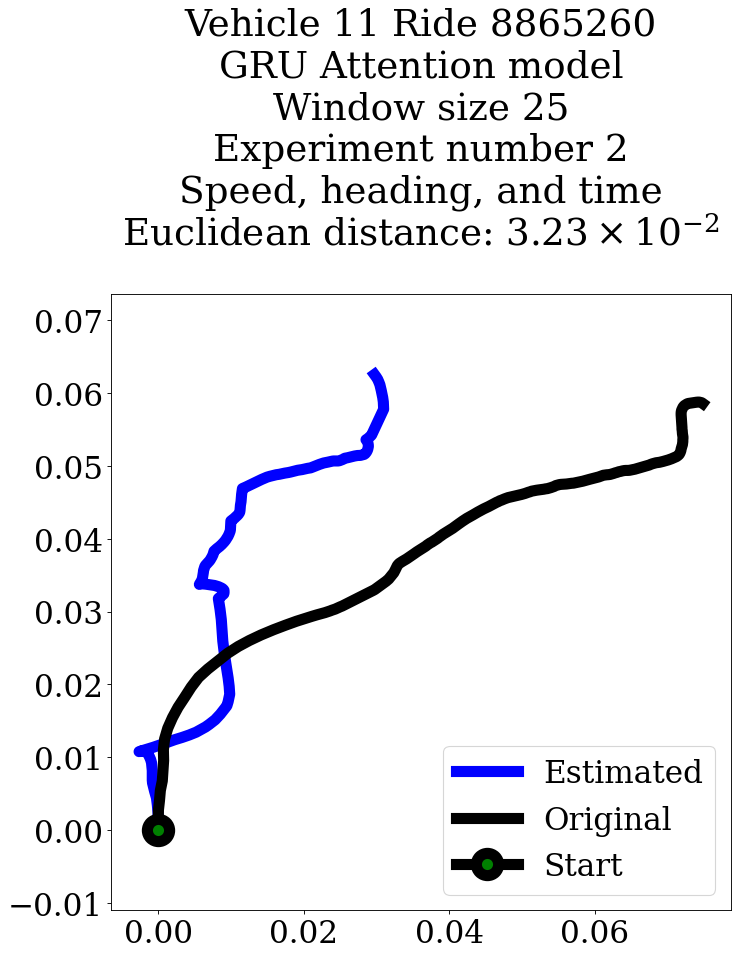 Vehicle 11 Ride 8865260
GRU Attention model
Window size 25
Experiment number 2
Speed, heading, and time
Euclidean distance: 3.23 × 10⁻²
0.07
0.06
0.05
0.04
0.03
0.02
0.01
0.00
−0.01
Estimated
Original
Start
0.00 0.02 0.04 0.06